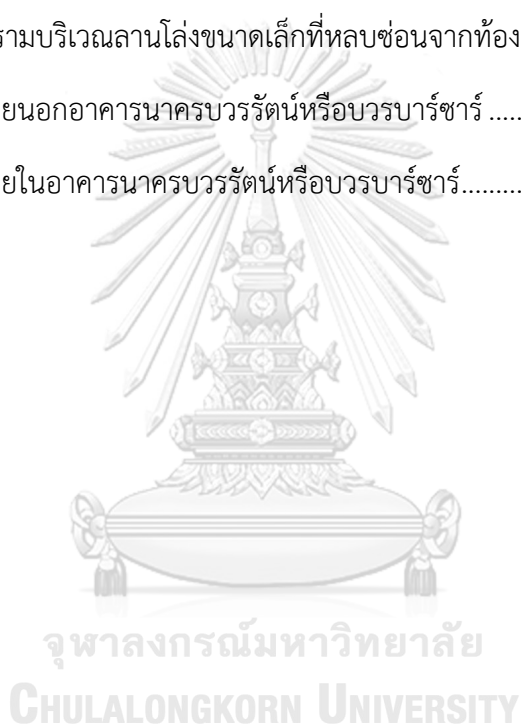 รามบริเวณลานโล่งขนาดเล็กที่หลบซ่อนจากท้อง
ยนอกอาคารนาครบวรรัตน์หรือบวรบาร์ซาร์ .....
ยในอาคารนาครบวรรัตน์หรือบวรบาร์ซาร์.........
จุฬาลงกรณ์มหาวิทยาลัย
CHULALONGKORN UNIVERSITY